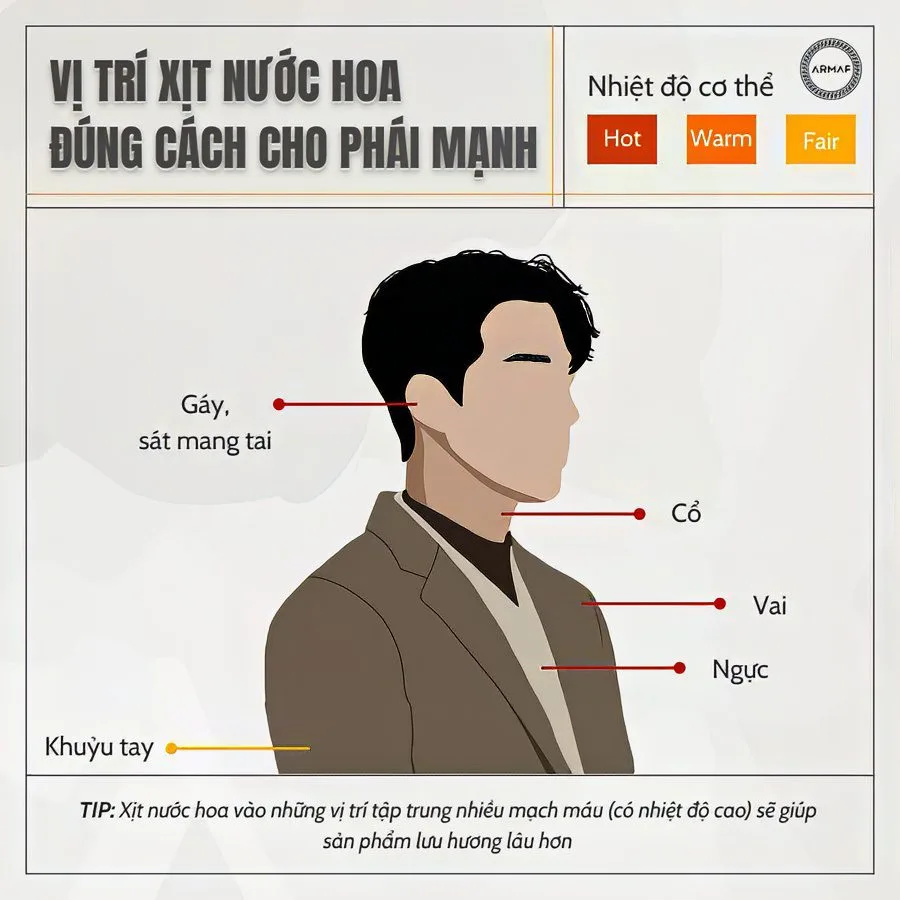 VỊ TRÍ XỊT NƯỚC HOA
ĐÚNG CÁCH CHO PHÁI MẠNH
Nhiệt độ cơ thể
ARMAF
Hot
Warm
Fair
Gáy,
sát mang tai
Cổ
Vai
Ngực
Khuỷu tay
TIP: Xịt nước hoa vào những vị trí tập trung nhiều mạch máu (có nhiệt độ cao) sẽ giúp
sản phẩm lưu hương lâu hơn